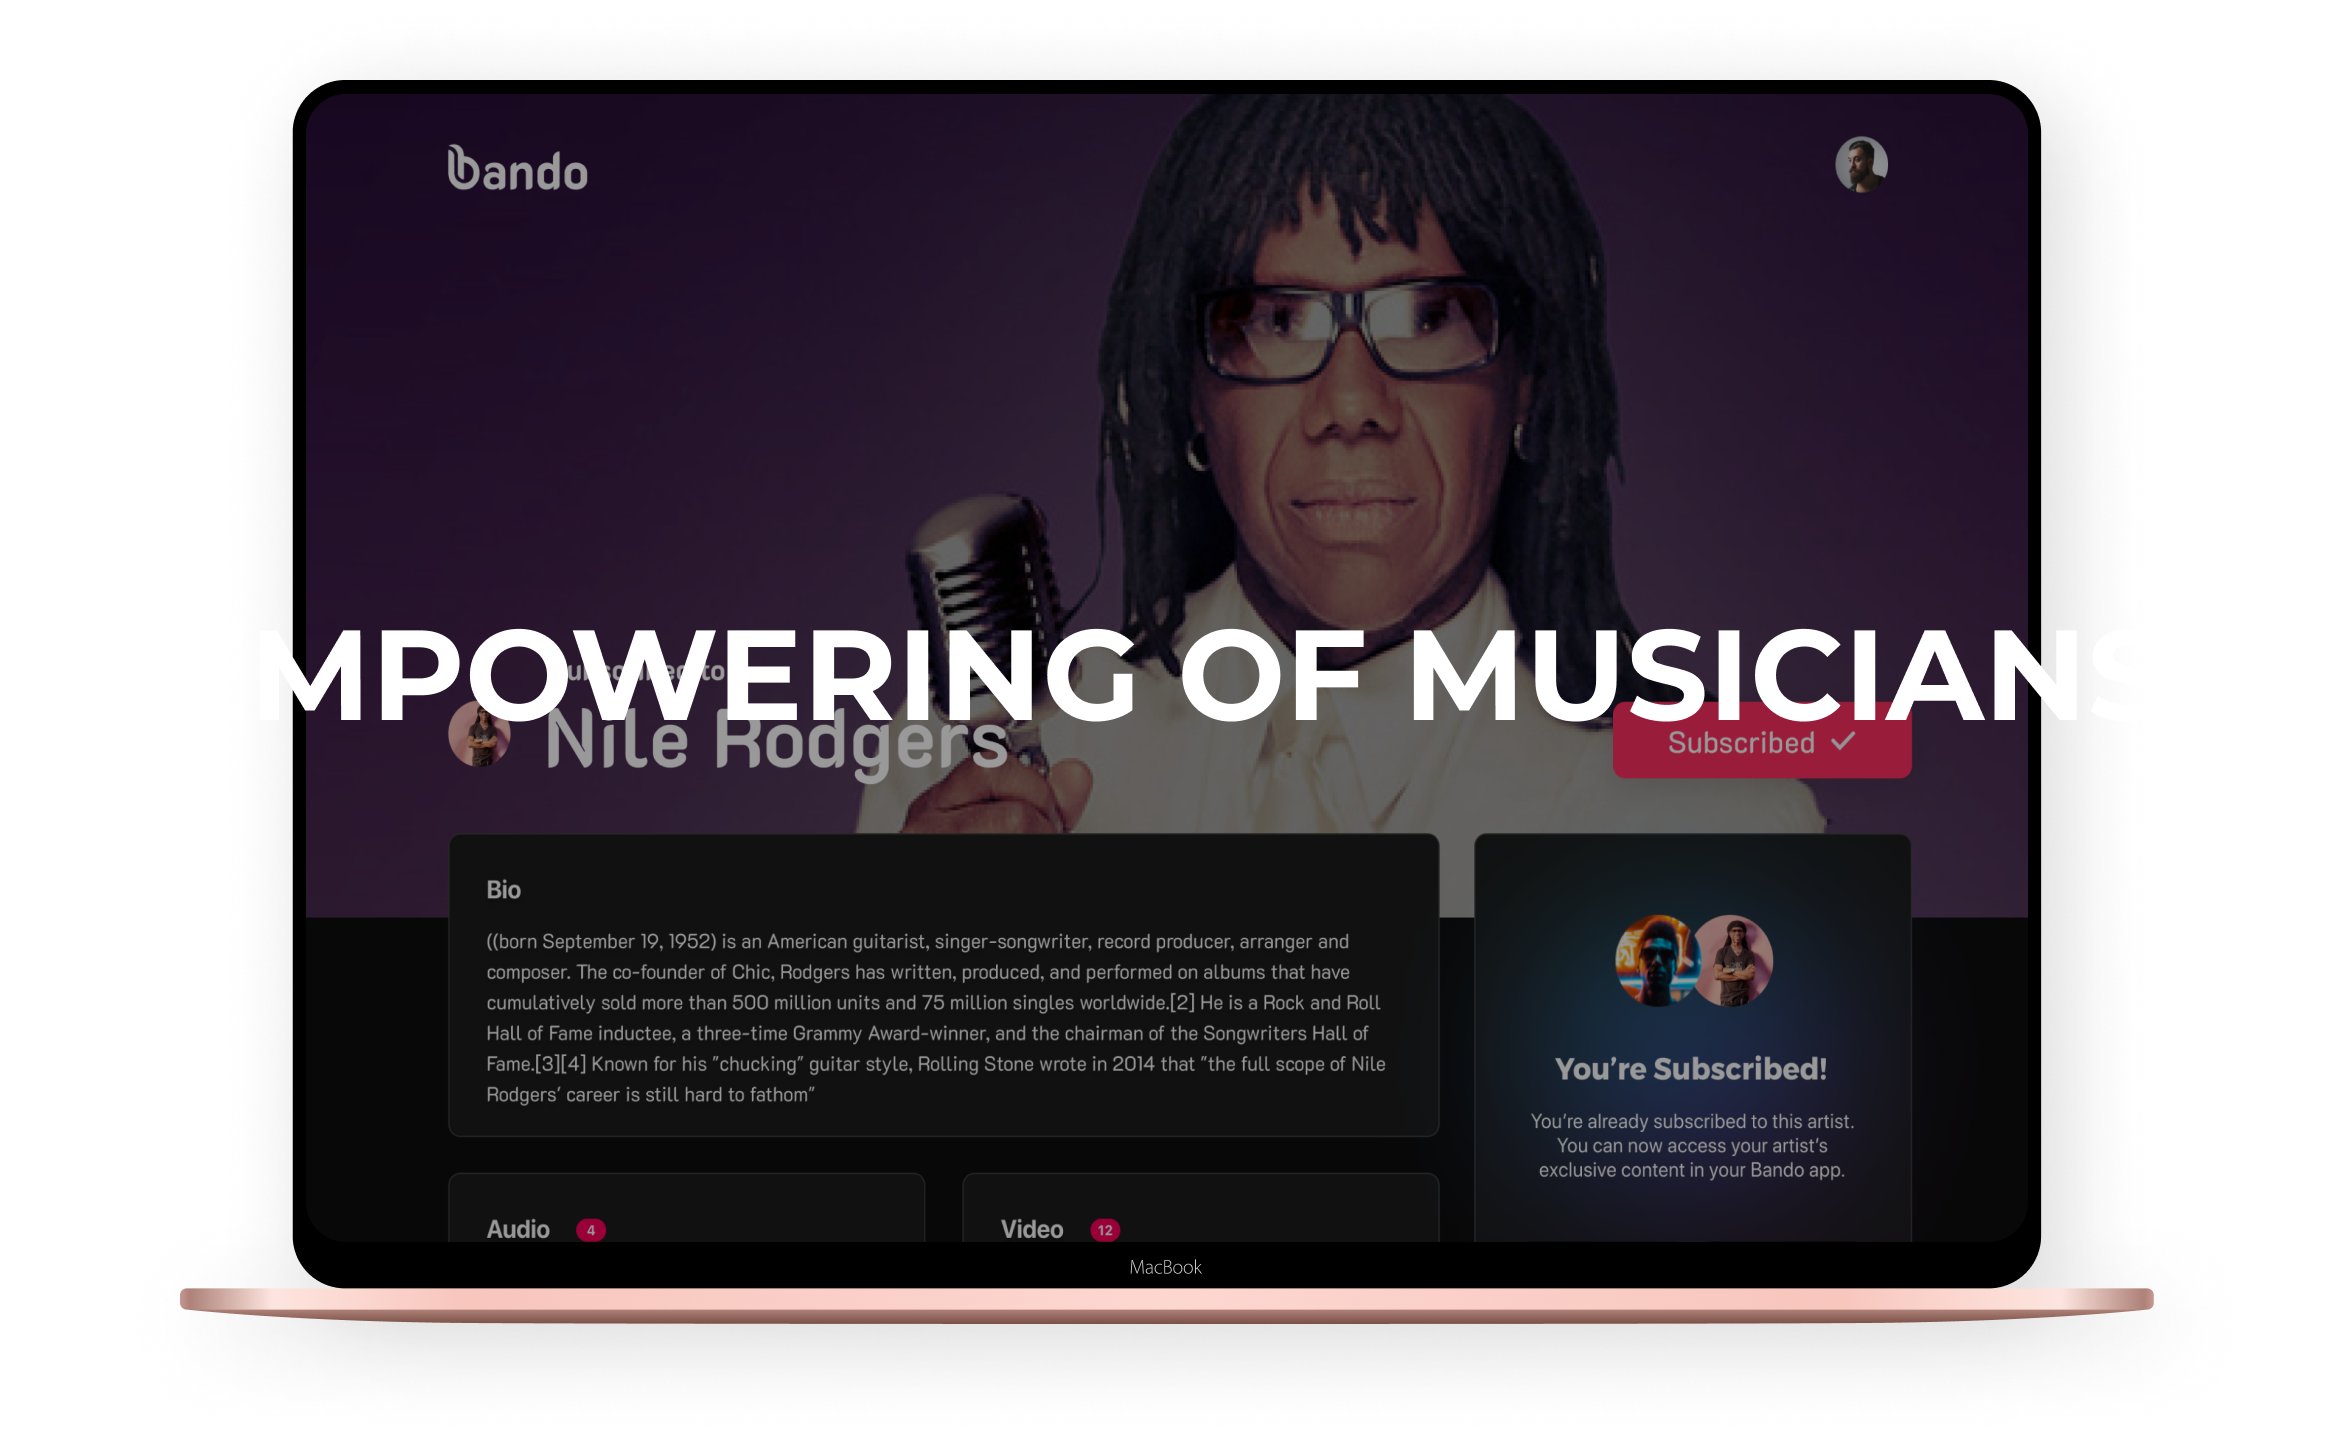 bando
MPOWERING OF MUSICIANS
to
Nile Rodgers
Subscribed
Bio
((born September 19, 1952) is an American guitarist, singer-songwriter, record producer, arranger and
composer. The co-founder of Chic, Rodgers has written, produced, and performed on albums that have
cumulatively sold more than 500 million units and 75 million singles worldwide.[2] He is a Rock and Roll
Hall of Fame inductee, a three-time Grammy Award-winner, and the chairman of the Songwriters Hall of
Fame.[3][4] Known for his "chucking" guitar style, Rolling Stone wrote in 2014 that "the full scope of Nile
Rodgers' career is still hard to fathom"
You're Subscribed!
You're already subscribed to this artist.
You can now access your artist's
exclusive content in your Bando app.
Audio 4
Video 12
MacBook